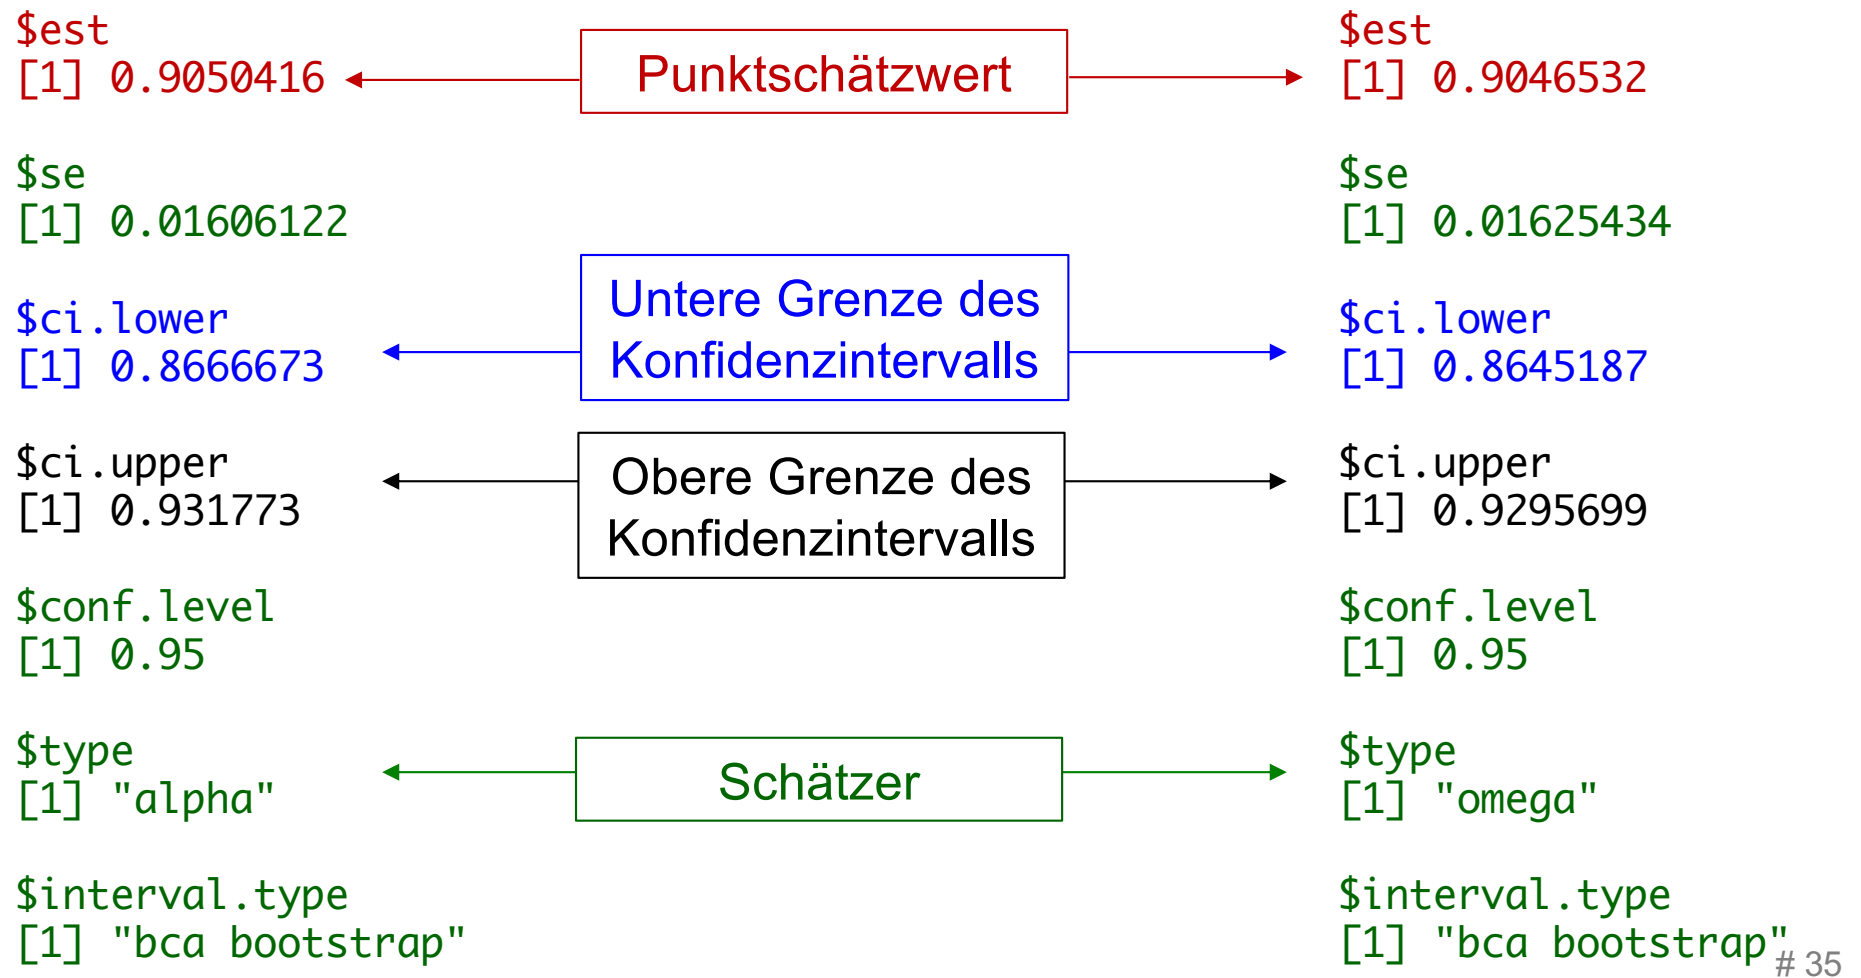 $est
[1] 0.9050416
$se
[1] 0.01606122
$ci.lower
[1] 0.8666673
$ci.upper
[1] 0.931773
$conf.level
[1] 0.95
$type
[1] "alpha"
$interval.type
[1] "bca bootstrap"
Punktschätzwert
Untere Grenze des
Konfidenzintervalls
Obere Grenze des
Konfidenzintervalls
Schätzer
$est
[1] 0.9046532
$se
[1] 0.01625434
$ci.lower
[1] 0.8645187
$ci.upper
[1] 0.9295699
$conf.level
[1] 0.95
$type
[1] "omega"
$interval.type
[1] "bca bootstrap"
# 35